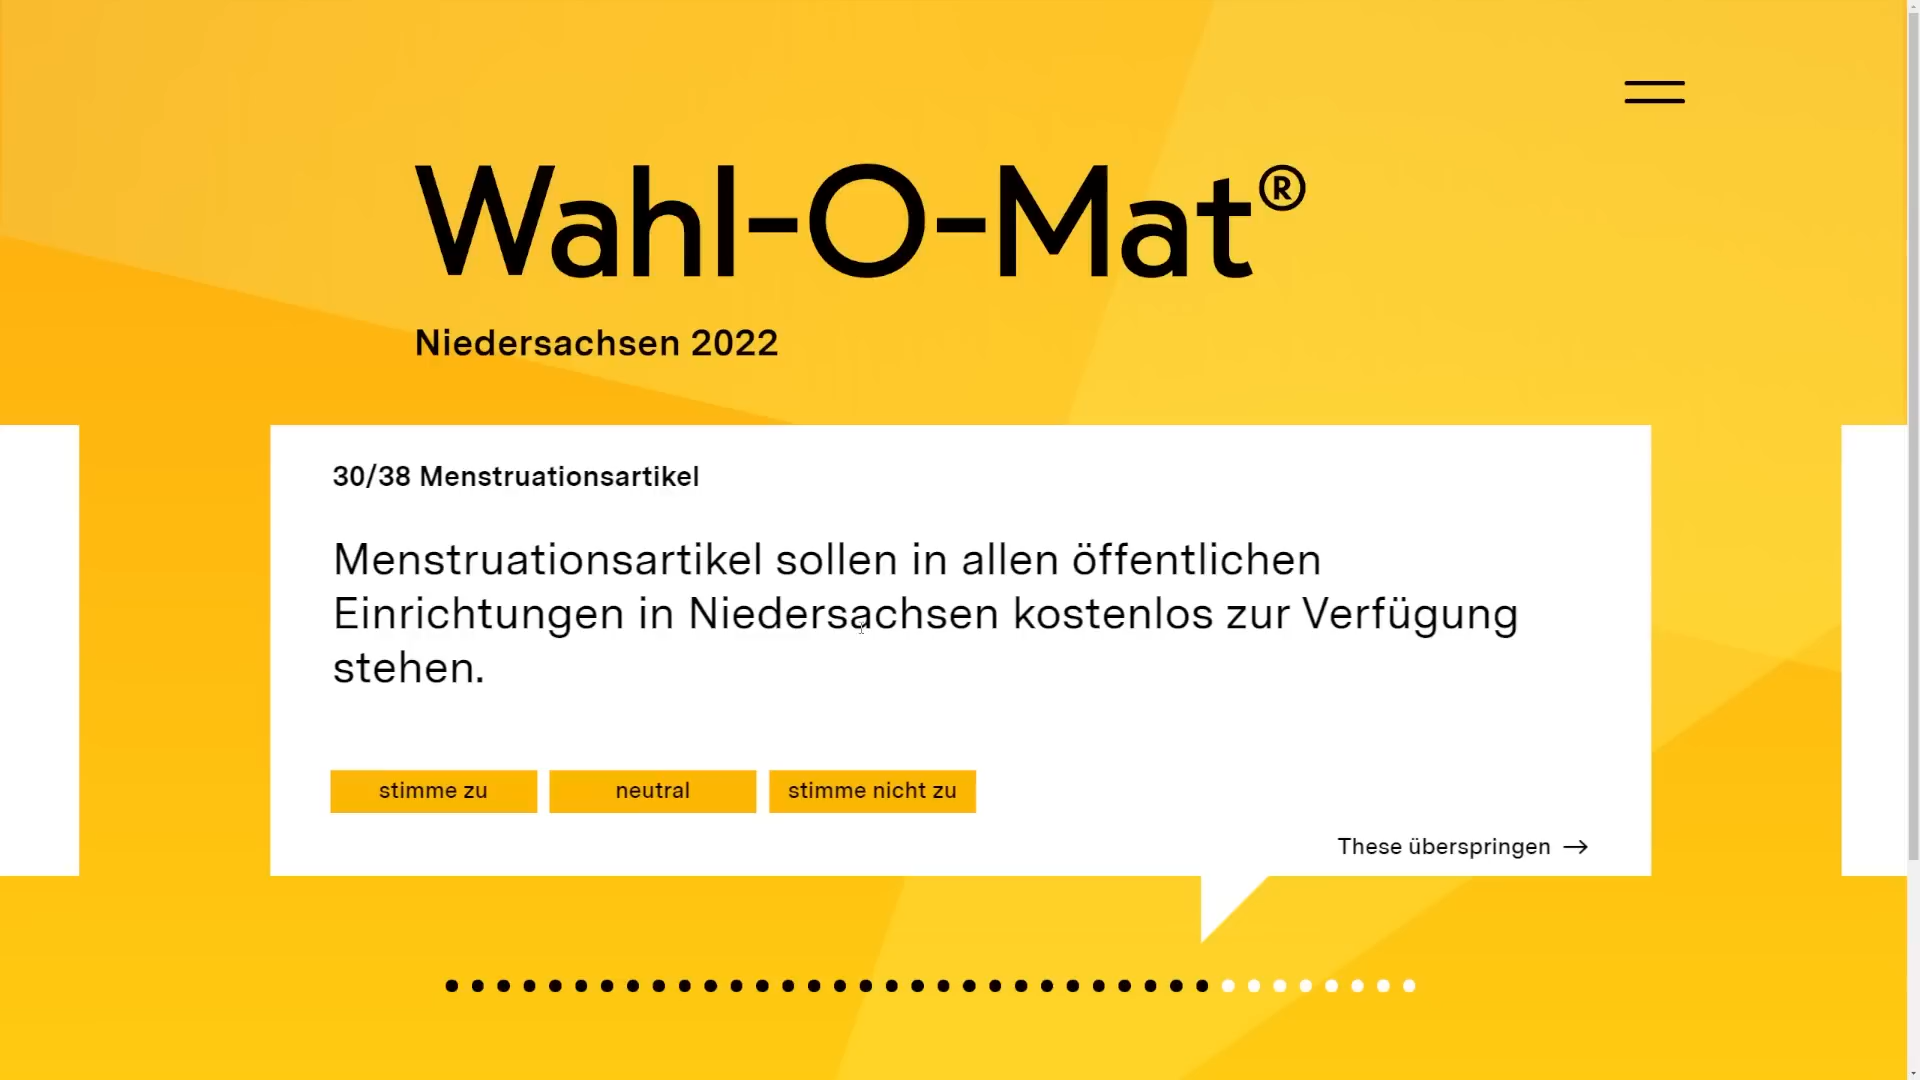 Wahl-O-Mat®
Niedersachsen 2022
30/38 Menstruationsartikel
Menstruationsartikel sollen in allen öffentlichen
Einrichtungen in Niedersachsen kostenlos zur Verfügung
stehen.
stimme zu
neutral
stimme nicht zu
These überspringen →